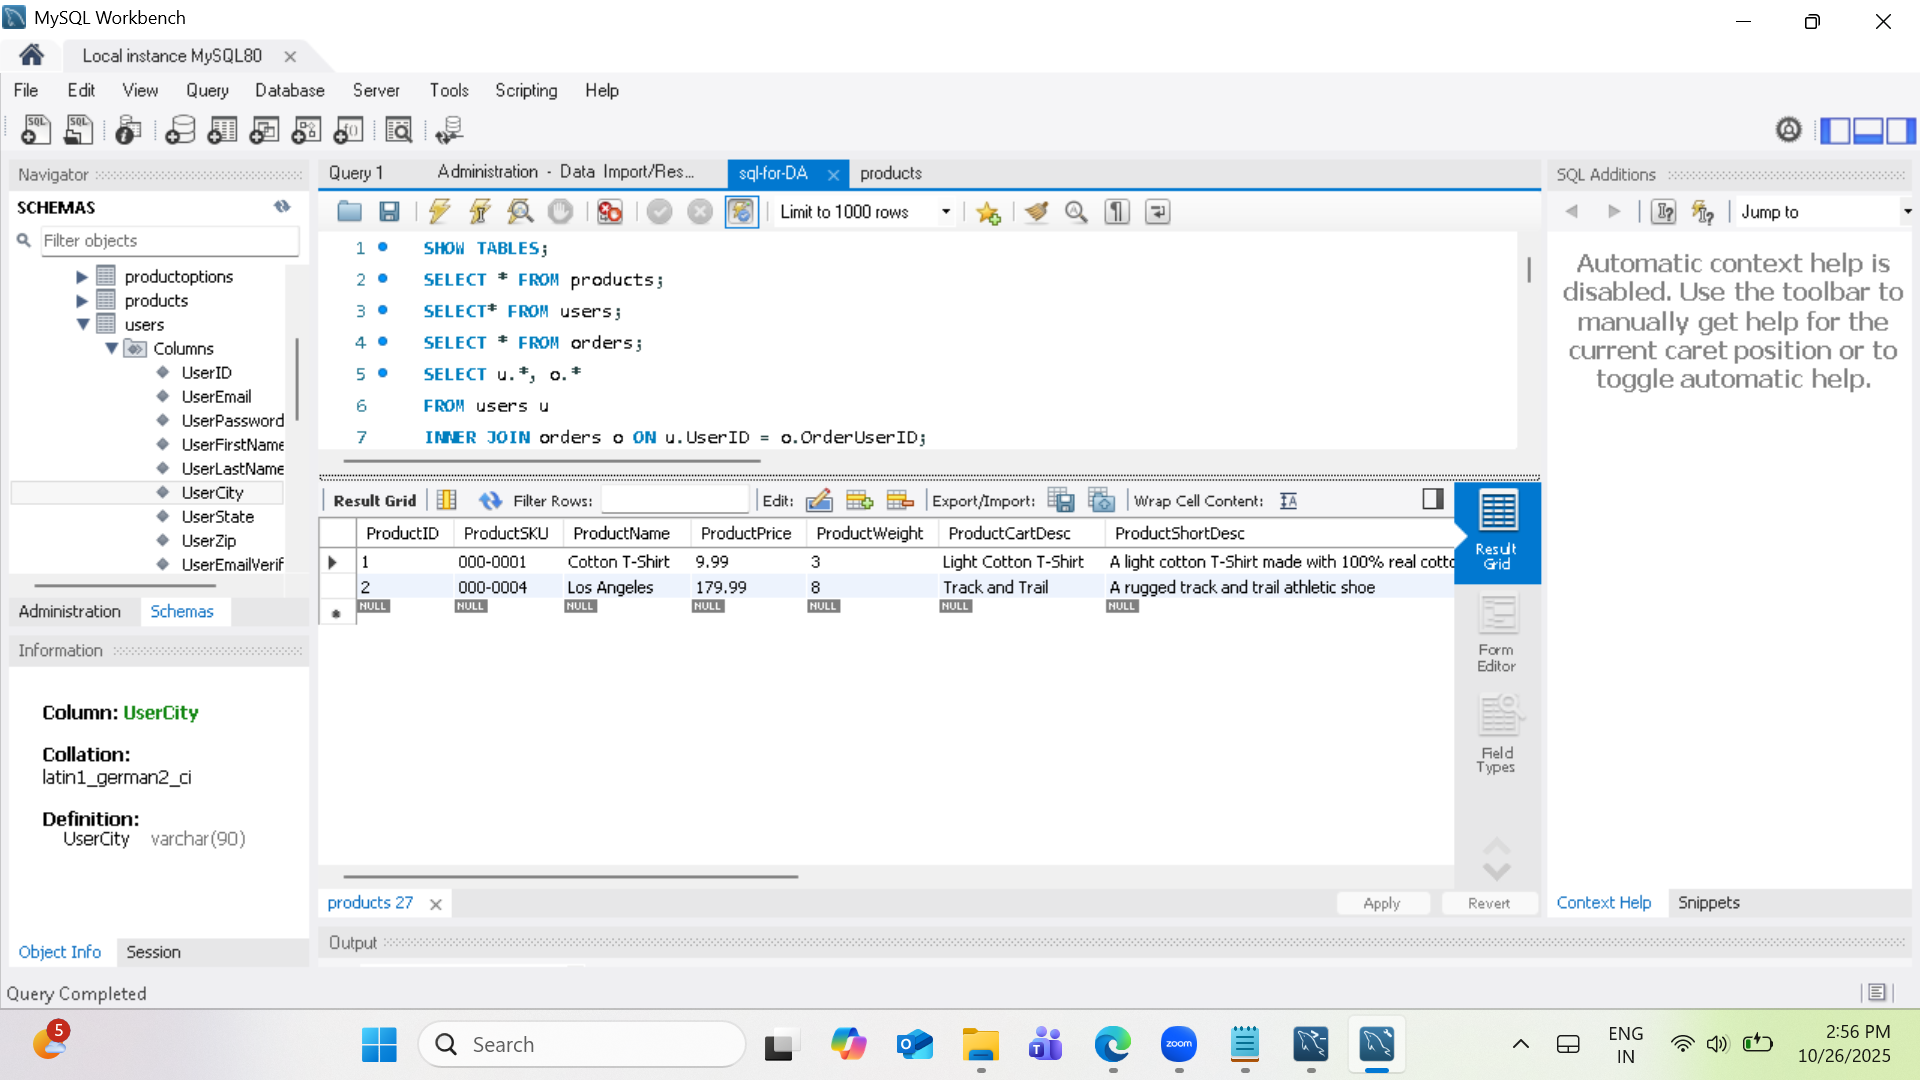 MySQL Workbench
Local instance MySQL80
File Edit View Query Database Server Tools Scripting Help
Navigator
SCHEMAS
Filter objects
productoptions
products
users
Columns
UserID
UserEmail
UserPassword
UserFirstName
UserLastName
UserCity
UserState
UserZip
UserEmailVerif
Administration Schemas
Information
Column: UserCity
Collation:
latin1_german2_ci
Definition:
UserCity varchar(90)
Object Info Session
Query Completed
Query 1 Administration - Data Import/Res... sql-for-DA products
Limit to 1000 rows
1 SHOW TABLES;
2 SELECT * FROM products;
3 SELECT* FROM users;
4 SELECT * FROM orders;
5 SELECT u.*, o.*
6 FROM users u
7 INNER JOIN orders o ON u.UserID = o.OrderUserID;
Result Grid Filter Rows: Edit: Export/Import: Wrap Cell Content:
ProductID ProductSKU ProductName ProductPrice ProductWeight ProductCartDesc ProductShortDesc
1 000-0001 Cotton T-Shirt 9.99 3 Light Cotton T-Shirt A light cotton T-Shirt made with 100% real cotto
2 000-0004 Los Angeles 179.99 8 Track and Trail A rugged track and trail athletic shoe
NULL NULL NULL NULL NULL NULL NULL
Result
Grid
Form
Editor
Field
Types
products 27 Apply Revert
Output
SQL Additions
Jump to
Automatic context help is
disabled. Use the toolbar to
manually get help for the
current caret position or to
toggle automatic help.
Context Help Snippets
5
Search
zoom
ENG
IN
2:56 PM
10/26/2025